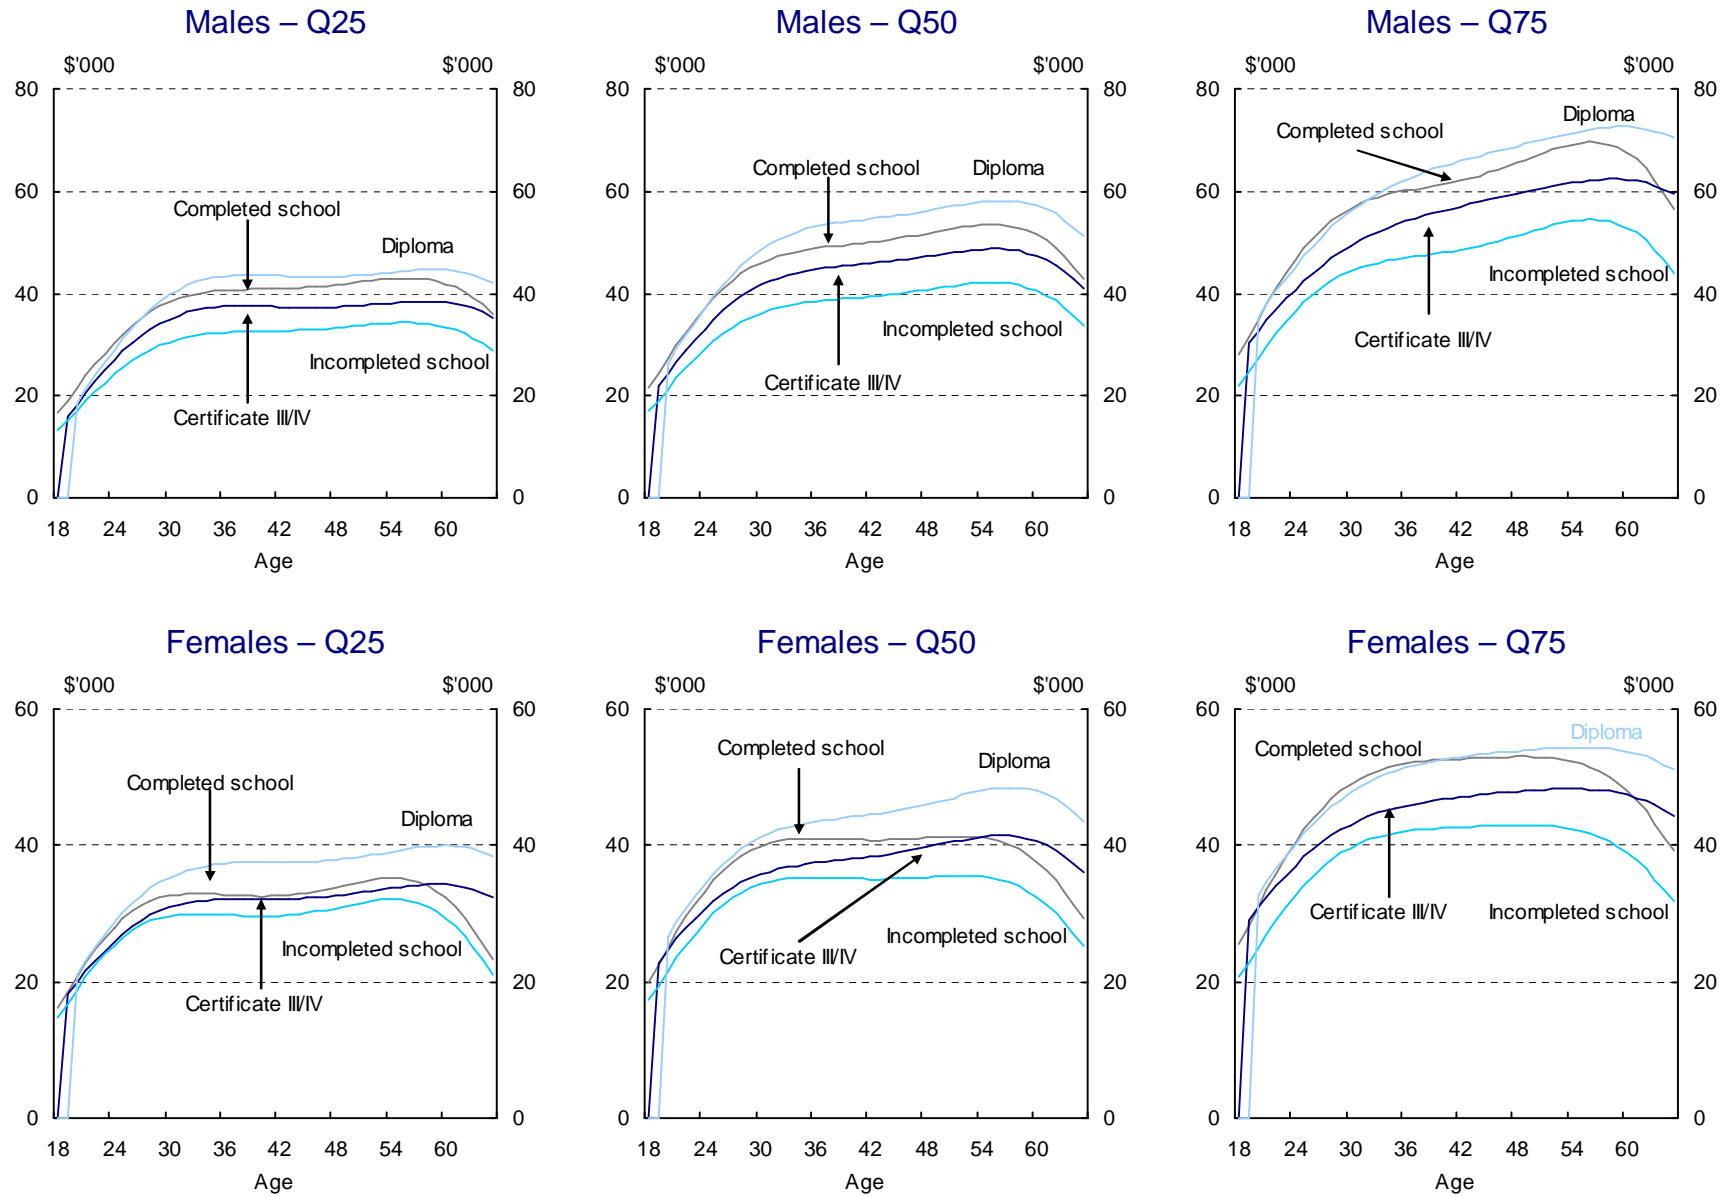 Males – Q25
Males – Q50
Males – Q75
$'000
$'000
$'000
$'000
$'000
$'000
80
80
80
80
80
80
60
60
60
60
60
60
40
40
40
40
40
40
20
20
20
20
20
20
0
0
0
0
0
0
Completed school
Diploma
Incompleted school
Certificate III/IV
Completed school
Diploma
Incompleted school
Certificate III/IV
Diploma
Completed school
Incompleted school
Certificate III/IV
18 24 30 36 42 48 54 60
18 24 30 36 42 48 54 60
18 24 30 36 42 48 54 60
Age
Age
Age
Females – Q25
Females – Q50
Females – Q75
$'000
$'000
$'000
$'000
$'000
$'000
60
60
60
60
60
60
40
40
40
40
40
40
20
20
20
20
20
20
0
0
0
0
0
0
Completed school
Diploma
Incompleted school
Certificate III/IV
Completed school
Diploma
Incompleted school
Certificate III/IV
Diploma
Completed school
Certificate III/IV
Incompleted school
18 24 30 36 42 48 54 60
18 24 30 36 42 48 54 60
18 24 30 36 42 48 54 60
Age
Age
Age